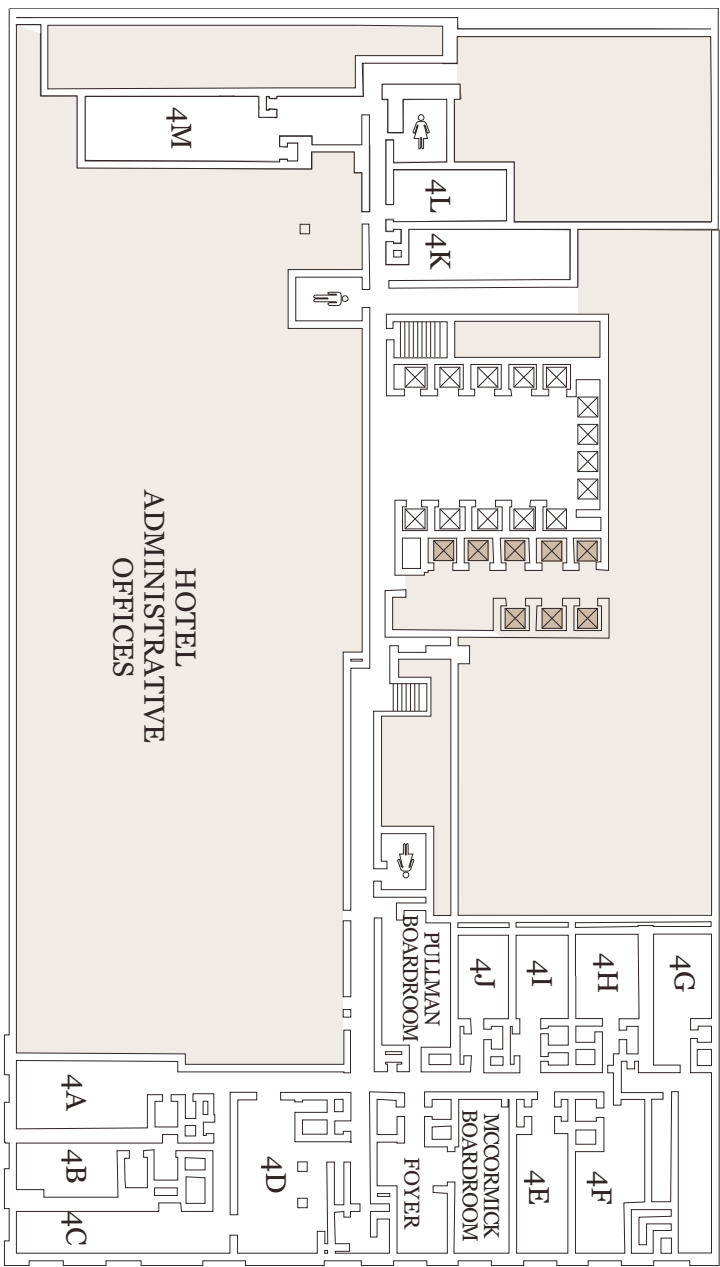 4M
4L
4K
HOTEL
ADMINISTRATIVE
OFFICES
PULLMAN
BOARDROOM
4J
4I
4H
4G
4A
4B
4C
4D
FOYER
MCCORMICK
BOARDROOM
4E
4F